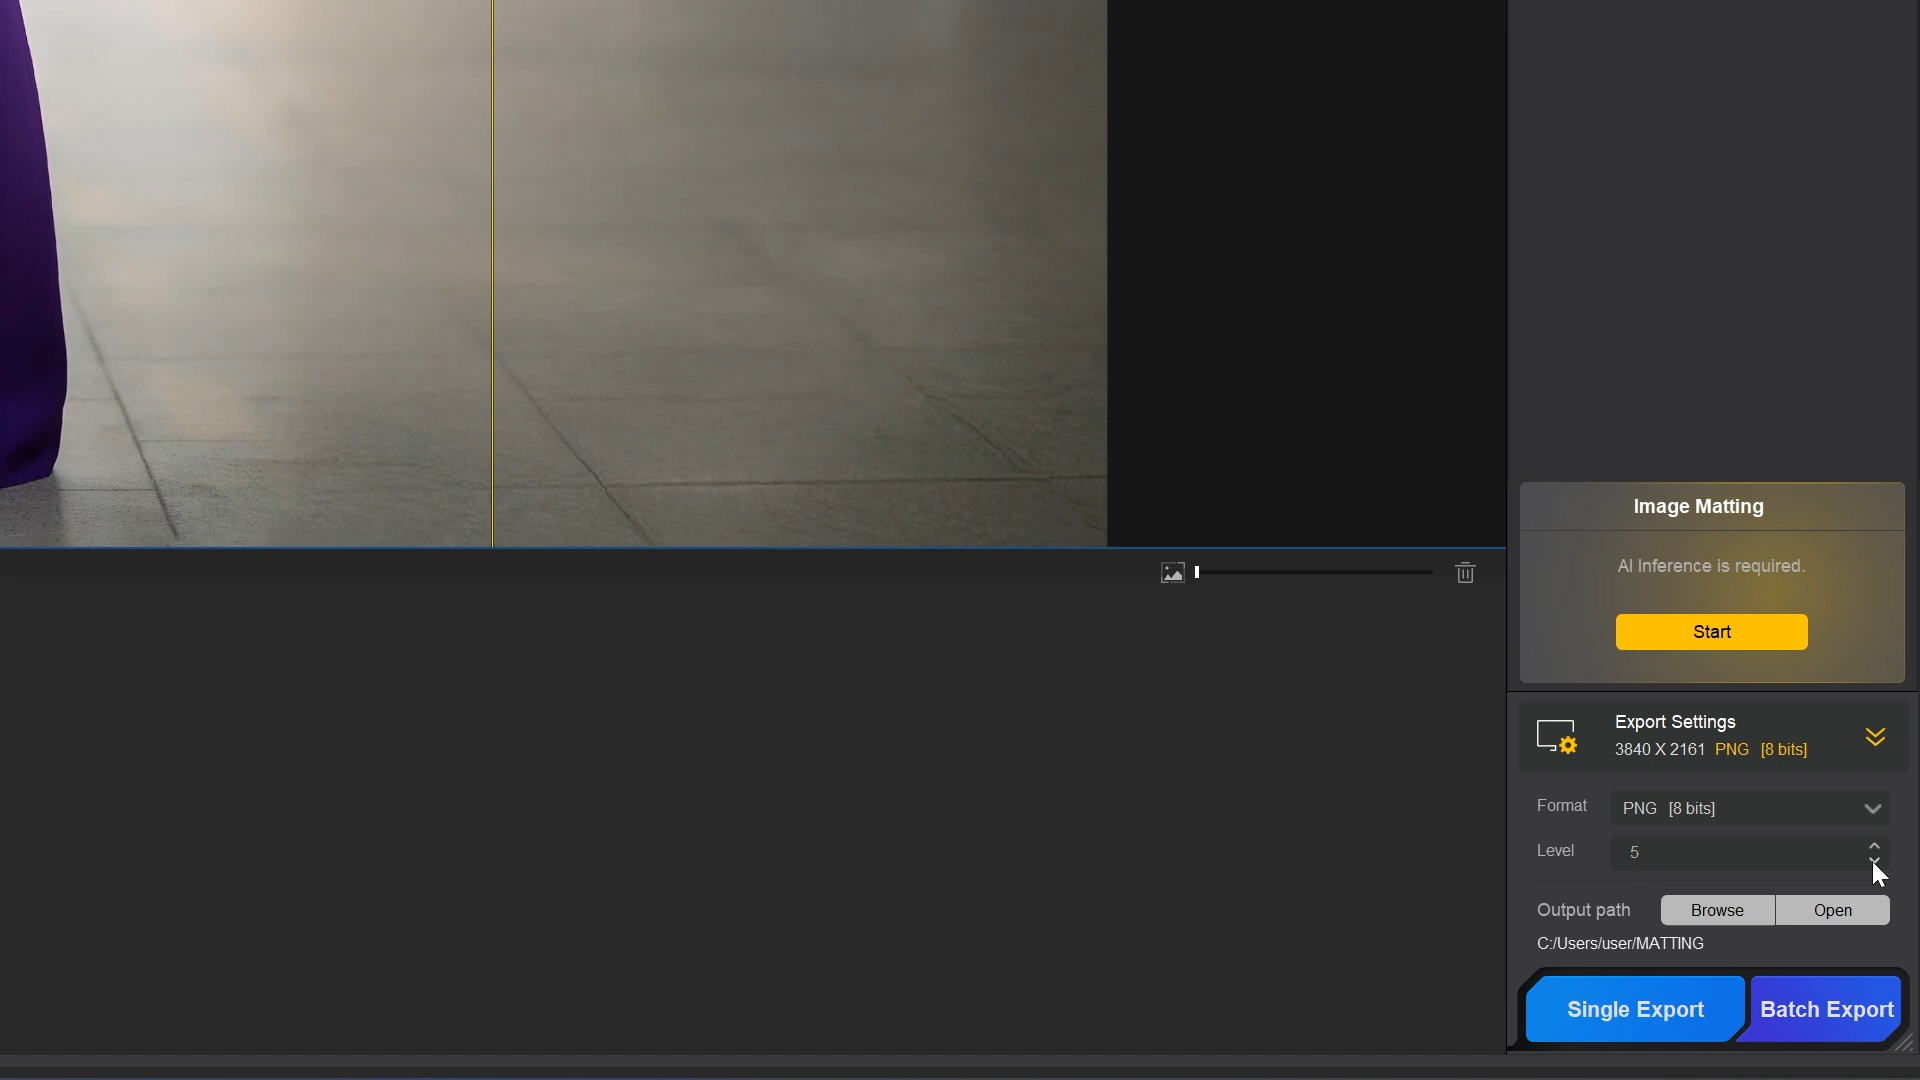 Image Matting
AI Inference is required.
Start
Export Settings
3840 X 2161 PNG [8 bits]
Format PNG [8 bits]
Level 5
Output path Browse Open
C:/Users/user/MATTING
Single Export Batch Export